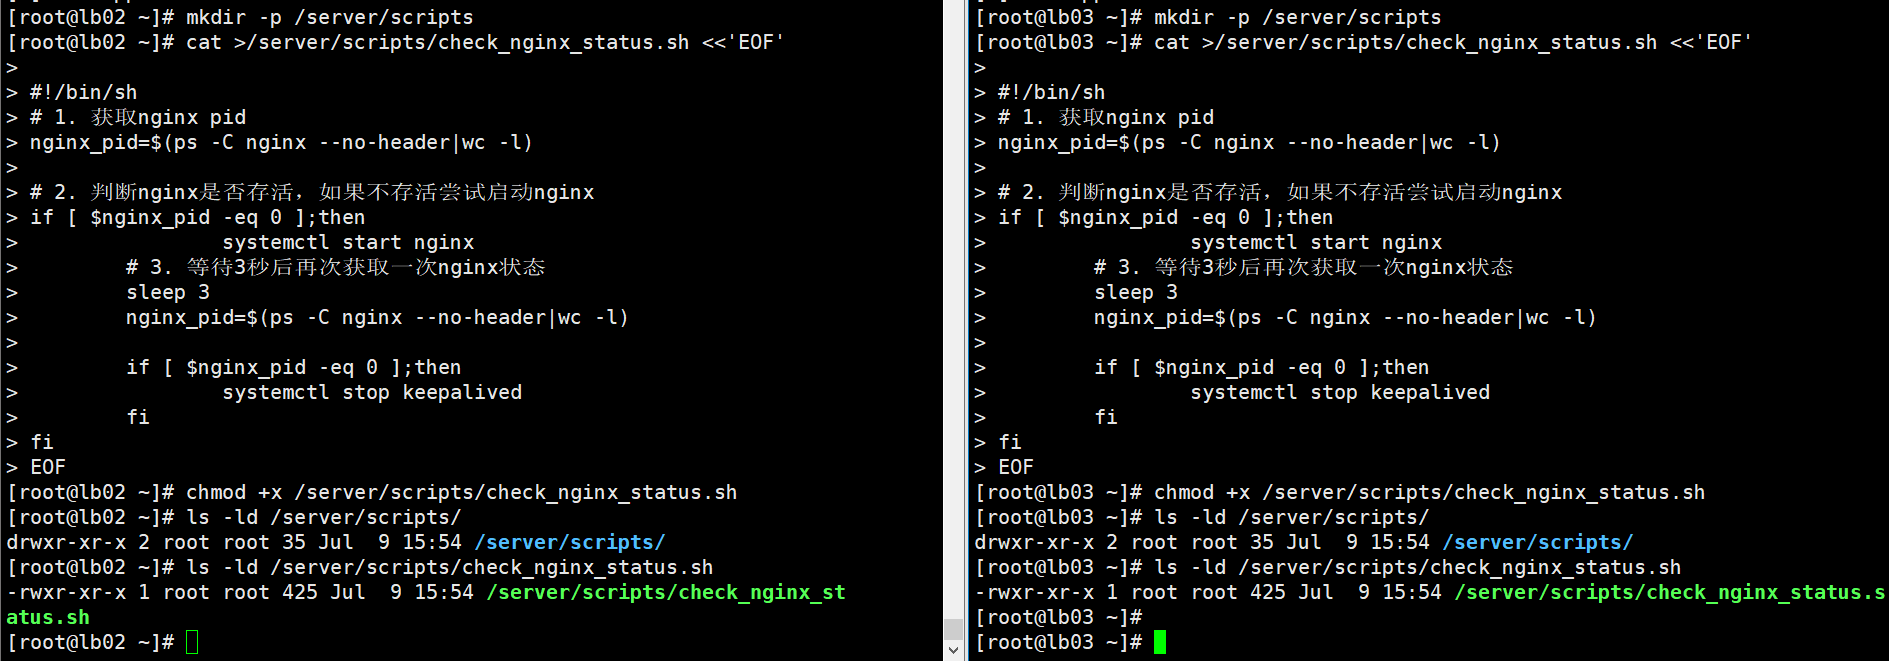 [root@lb02 ~]# mkdir -p /server/scripts
[root@lb02 ~]# cat >/server/scripts/check_nginx_status.sh <<'EOF'
>
> #!/bin/sh
> # 1. 获取nginx pid
> nginx_pid=$(ps -C nginx --no-header|wc -l)
>
> # 2. 判断nginx是否存活，如果不存活尝试启动nginx
> if [ $nginx_pid -eq 0 ];then
>                 systemctl start nginx
>         # 3. 等待3秒后再次获取一次nginx状态
>         sleep 3
>         nginx_pid=$(ps -C nginx --no-header|wc -l)
>
>         if [ $nginx_pid -eq 0 ];then
>                 systemctl stop keepalived
>         fi
> fi
> EOF
[root@lb02 ~]# chmod +x /server/scripts/check_nginx_status.sh
[root@lb02 ~]# ls -ld /server/scripts/
drwxr-xr-x 2 root root 35 Jul  9 15:54 /server/scripts/
[root@lb02 ~]# ls -ld /server/scripts/check_nginx_status.sh
-rwxr-xr-x 1 root root 425 Jul  9 15:54 /server/scripts/check_nginx_st
atus.sh
[root@lb02 ~]#
[root@lb03 ~]# mkdir -p /server/scripts
[root@lb03 ~]# cat >/server/scripts/check_nginx_status.sh <<'EOF'
>
> #!/bin/sh
> # 1. 获取nginx pid
> nginx_pid=$(ps -C nginx --no-header|wc -l)
>
> # 2. 判断nginx是否存活，如果不存活尝试启动nginx
> if [ $nginx_pid -eq 0 ];then
>                 systemctl start nginx
>         # 3. 等待3秒后再次获取一次nginx状态
>         sleep 3
>         nginx_pid=$(ps -C nginx --no-header|wc -l)
>
>         if [ $nginx_pid -eq 0 ];then
>                 systemctl stop keepalived
>         fi
> fi
> EOF
[root@lb03 ~]# chmod +x /server/scripts/check_nginx_status.sh
[root@lb03 ~]# ls -ld /server/scripts/
drwxr-xr-x 2 root root 35 Jul  9 15:54 /server/scripts/
[root@lb03 ~]# ls -ld /server/scripts/check_nginx_status.sh
-rwxr-xr-x 1 root root 425 Jul  9 15:54 /server/scripts/check_nginx_status.s
[root@lb03 ~]#
[root@lb03 ~]#